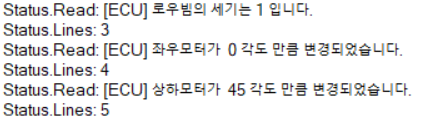 Status.Read: [ECU] 로우빔의 세기는 1 입니다.
Status.Lines: 3
Status.Read: [ECU] 좌우모터가  0 각도 만큼 변경되었습니다.
Status.Lines: 4
Status.Read: [ECU] 상하모터가  45 각도 만큼 변경되었습니다.
Status.Lines: 5